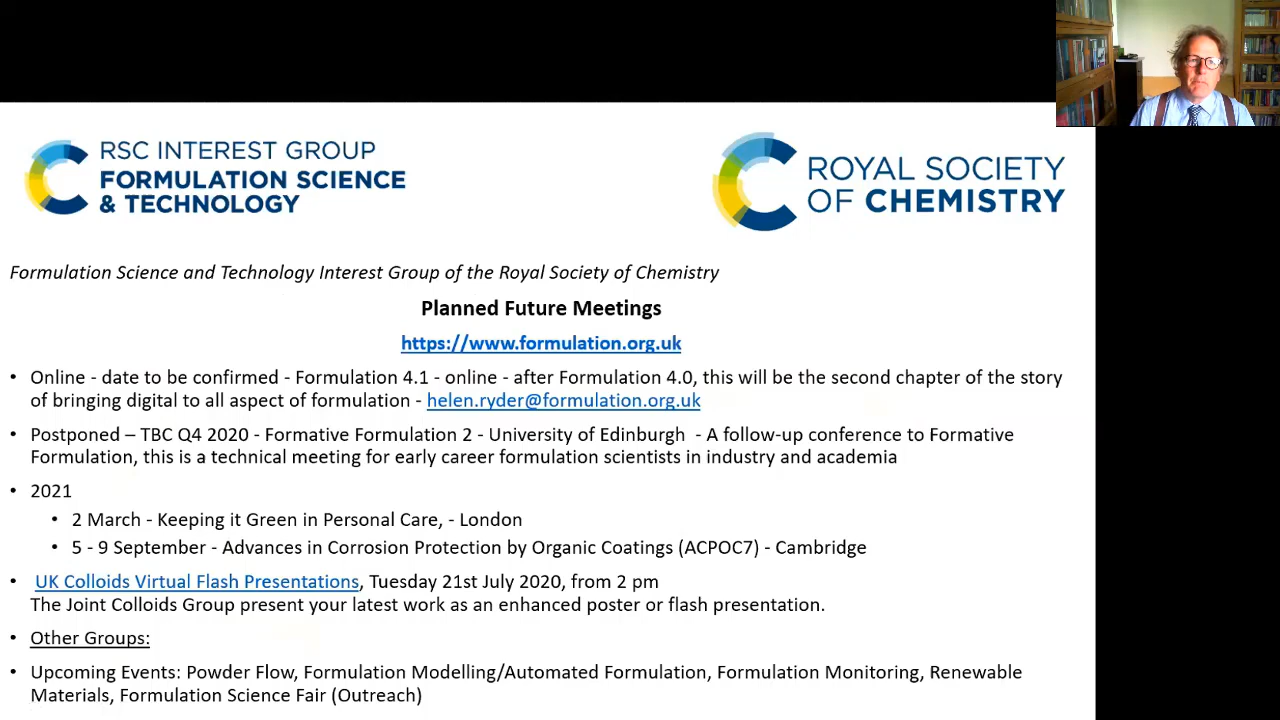 RSC INTEREST GROUP
FORMULATION SCIENCE
& TECHNOLOGY
ROYAL SOCIETY
OF CHEMISTRY
Formulation Science and Technology Interest Group of the Royal Society of Chemistry
Planned Future Meetings
https://www.formulation.org.uk
• Online - date to be confirmed - Formulation 4.1 - online - after Formulation 4.0, this will be the second chapter of the story
of bringing digital to all aspect of formulation - helen.ryder@formulation.org.uk
• Postponed – TBC Q4 2020 - Formative Formulation 2 - University of Edinburgh - A follow-up conference to Formative
Formulation, this is a technical meeting for early career formulation scientists in industry and academia
• 2021
• 2 March - Keeping it Green in Personal Care, - London
• 5 - 9 September - Advances in Corrosion Protection by Organic Coatings (ACPOC7) - Cambridge
• UK Colloids Virtual Flash Presentations, Tuesday 21st July 2020, from 2 pm
The Joint Colloids Group present your latest work as an enhanced poster or flash presentation.
• Other Groups:
• Upcoming Events: Powder Flow, Formulation Modelling/Automated Formulation, Formulation Monitoring, Renewable
Materials, Formulation Science Fair (Outreach)